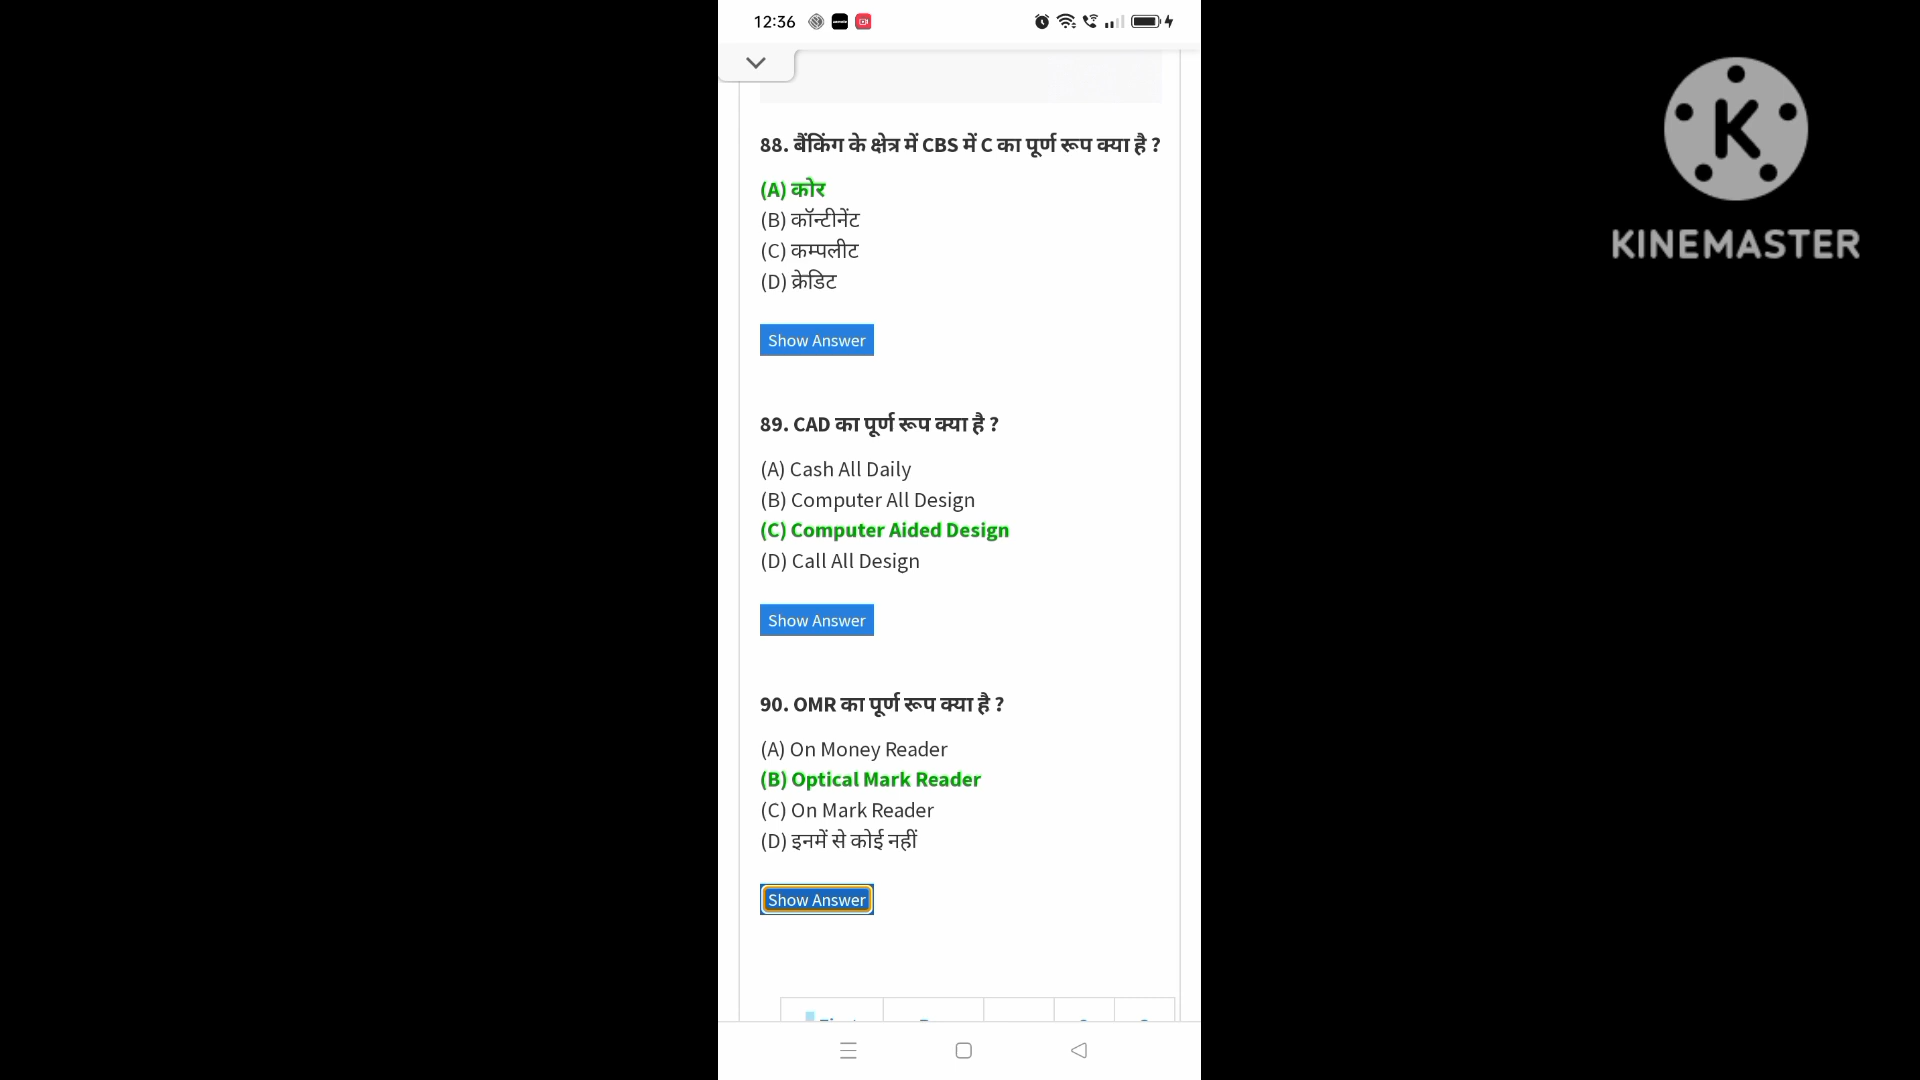 12:36
KINEMASTER
88. बैंकिंग के क्षेत्र में CBS में C का पूर्ण रूप क्या है ?
(A) कोर
(B) कॉन्टीनेंट
(C) कम्पलीट
(D) क्रेडिट
Show Answer
89. CAD का पूर्ण रूप क्या है ?
(A) Cash All Daily
(B) Computer All Design
(C) Computer Aided Design
(D) Call All Design
Show Answer
90. OMR का पूर्ण रूप क्या है ?
(A) On Money Reader
(B) Optical Mark Reader
(C) On Mark Reader
(D) इनमें से कोई नहीं
Show Answer